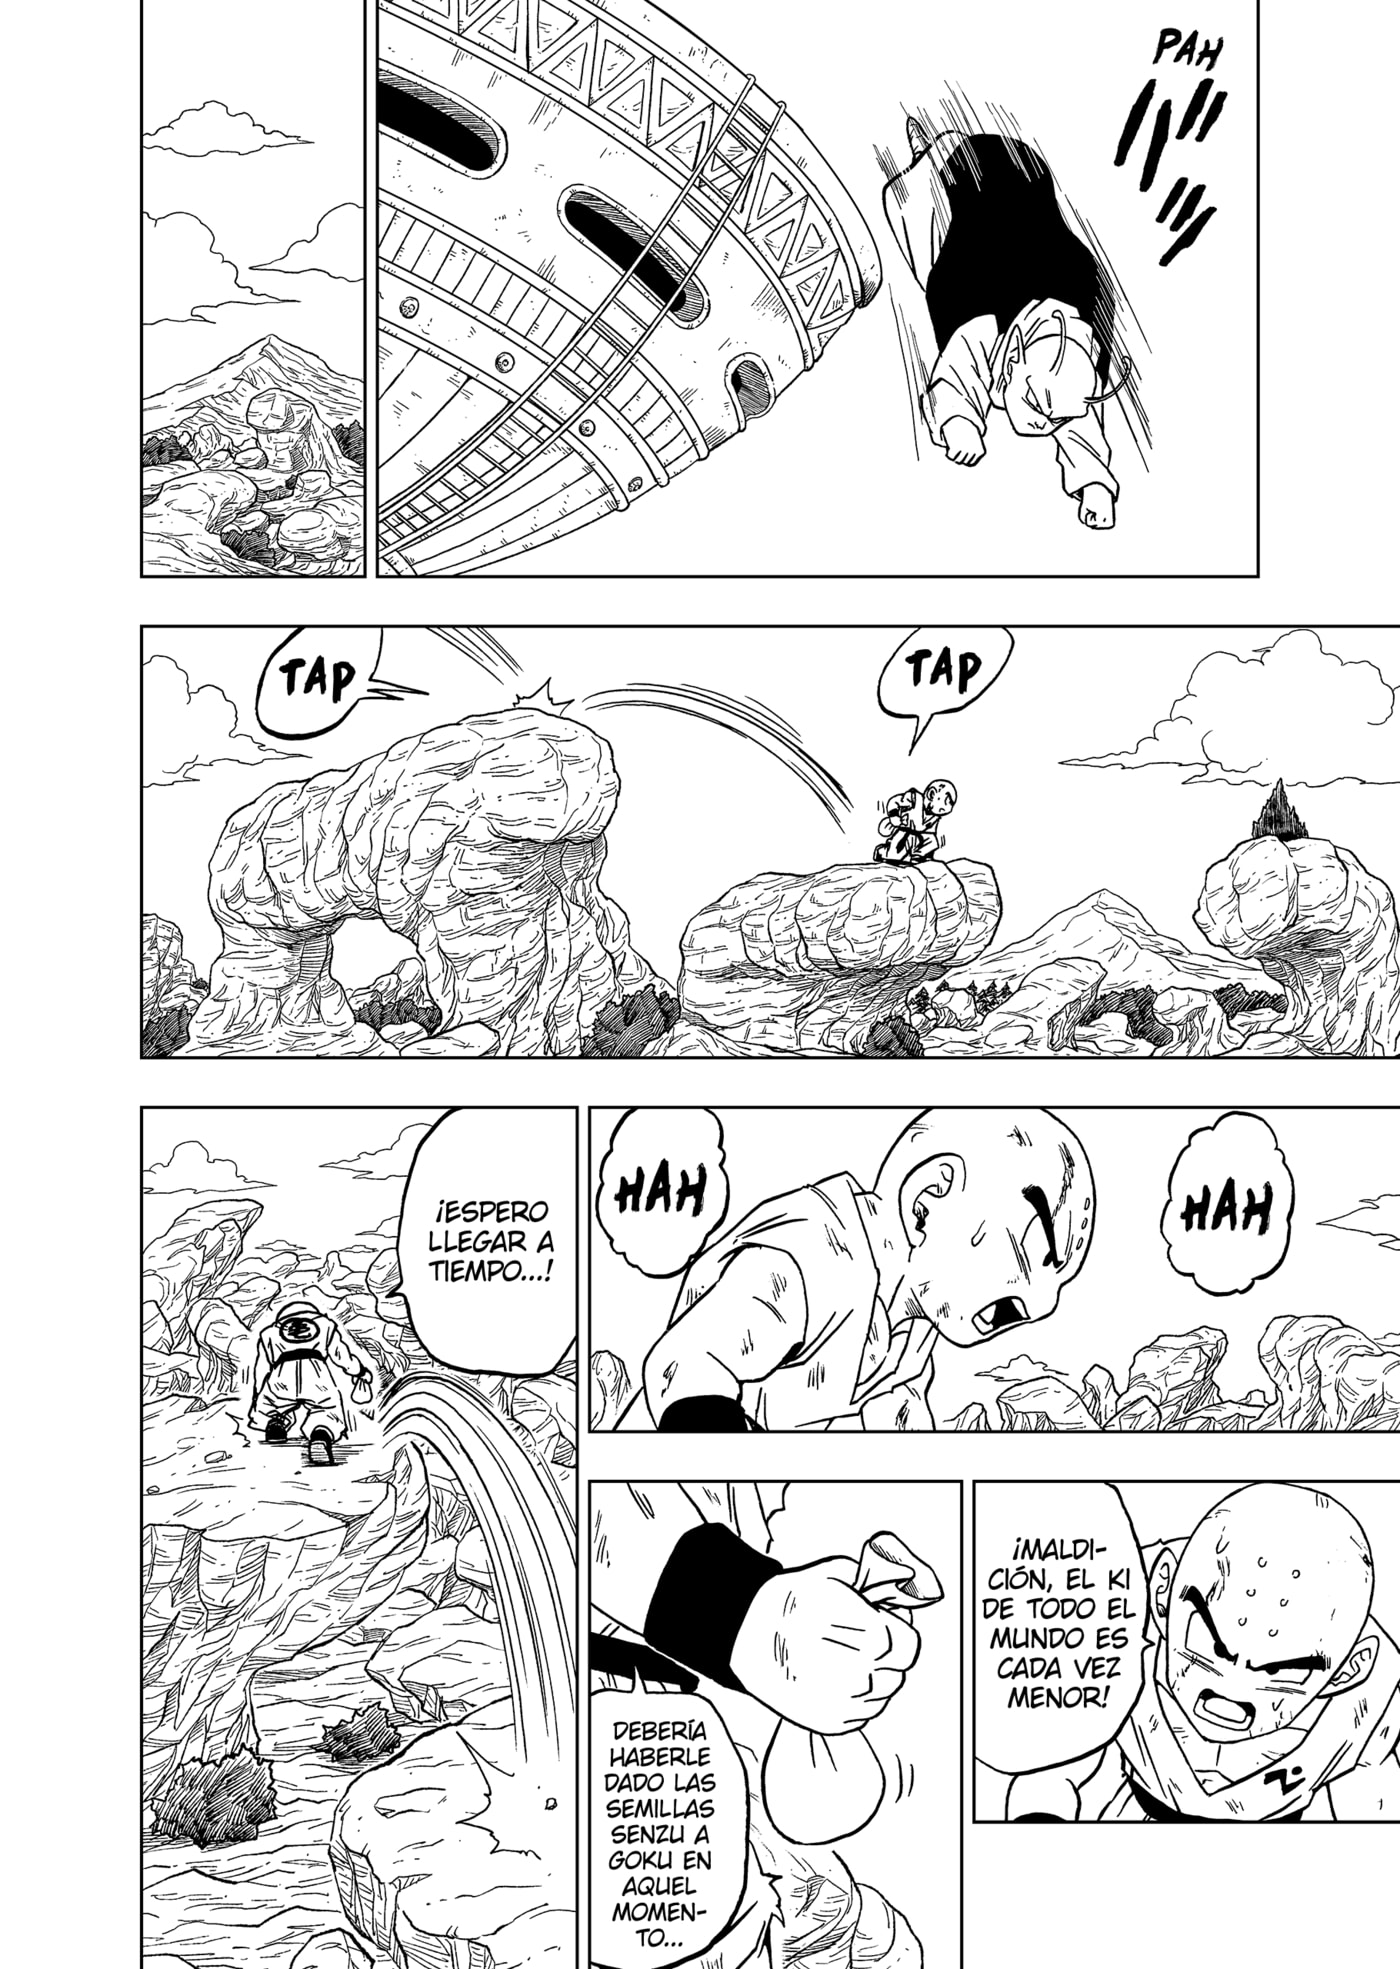 PAH
TAP
TAP
HAH
HAH
¡MALDI-
CIÓN, EL KI
DE TODO EL
MUNDO ES
CADA VEZ
MENOR!
DEBERÍA
HABERLE
DADO LAS
SEMILLAS
SENZU A
GOKU EN
AQUEL
MOMEN-
TO...
¡ESPERO
LLEGAR A
TIEMPO...!